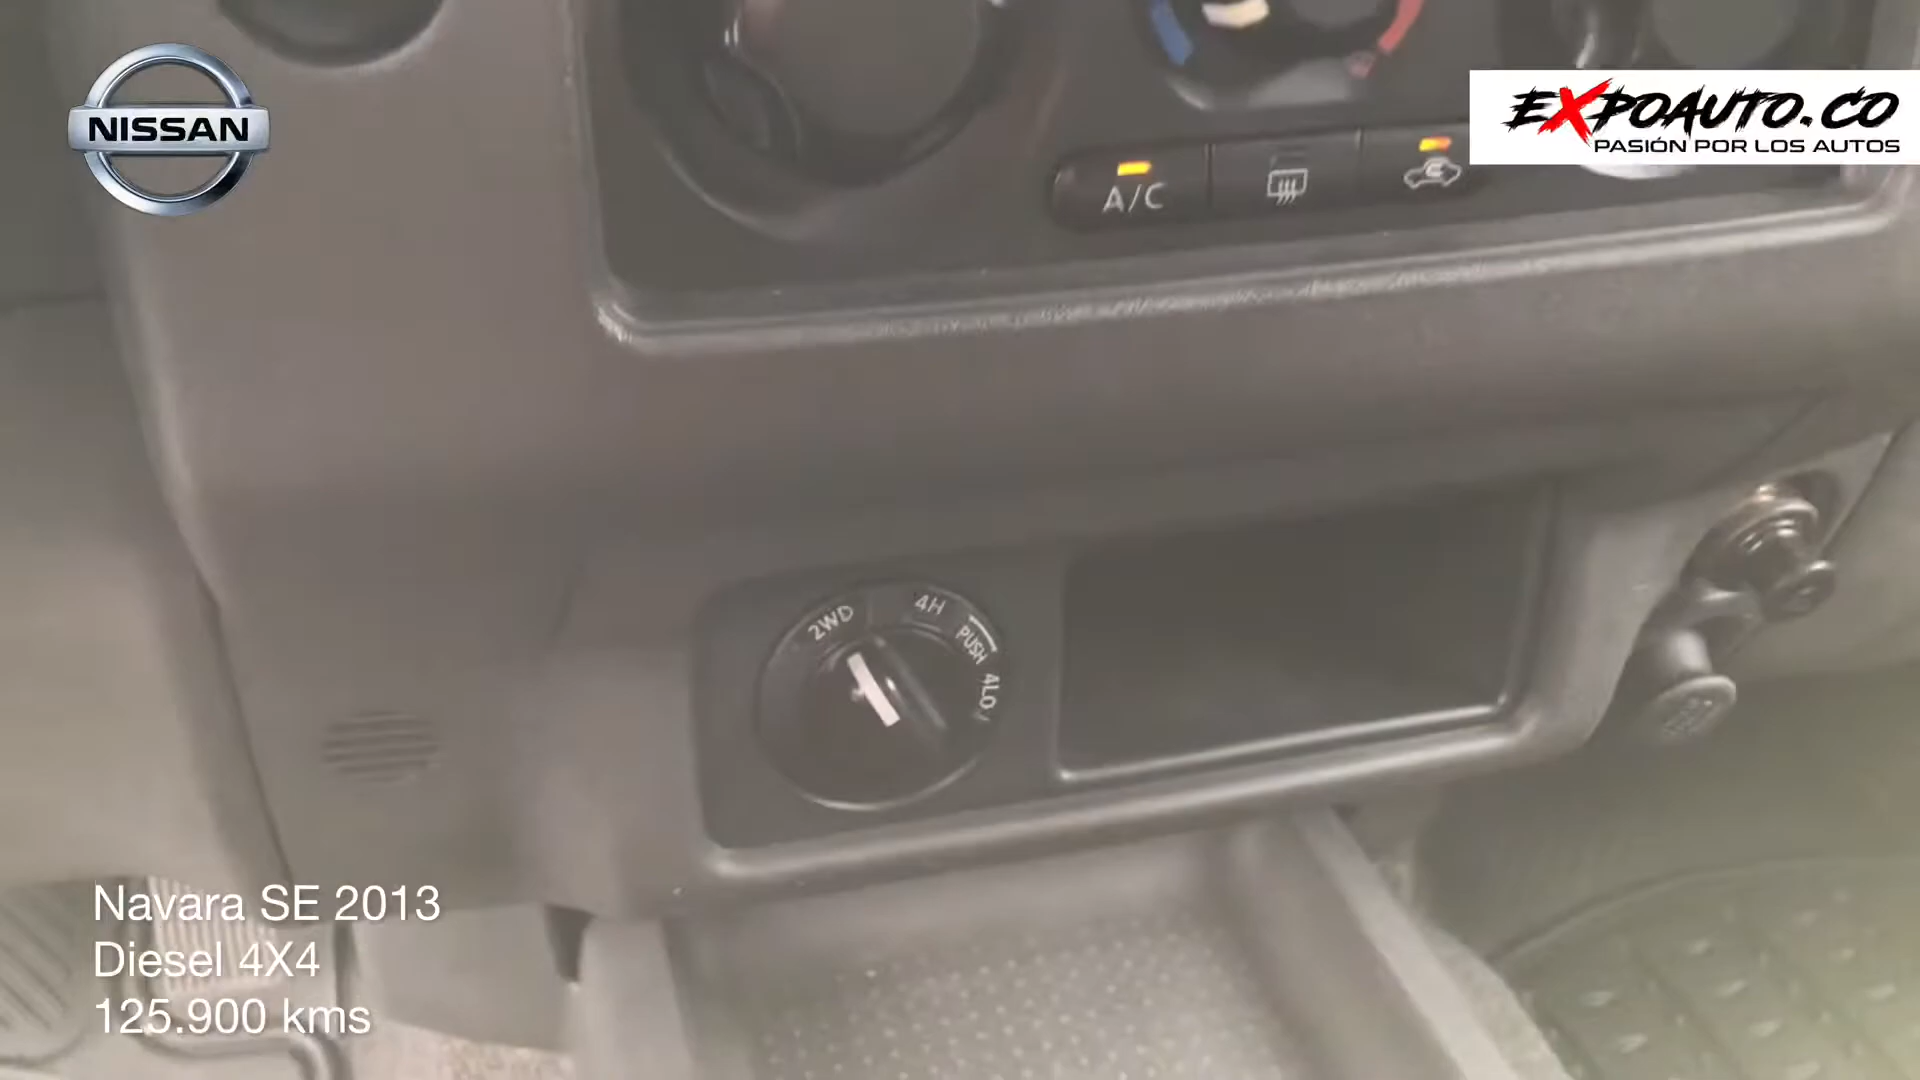 NISSAN
EXPOAUTO.CO
PASIÓN POR LOS AUTOS
A/C
2WD
4H
PUSH
4LO
Navara SE 2013
Diesel 4X4
125.900 kms